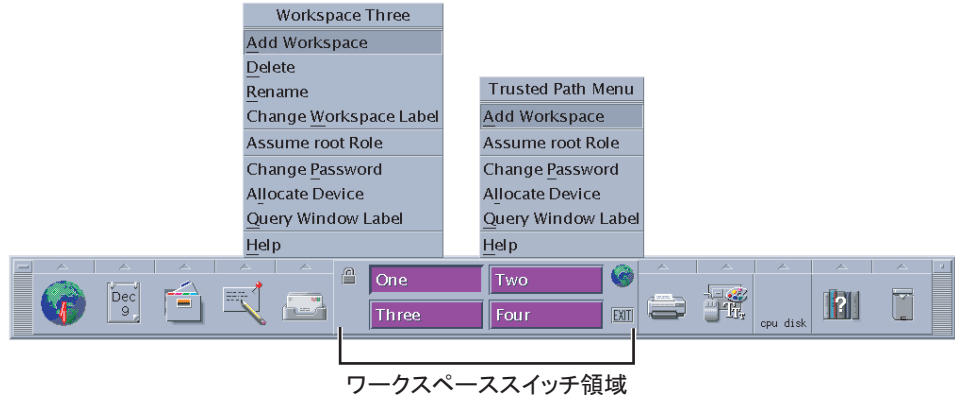 Workspace Three
Add Workspace
Delete
Rename
Change Workspace Label
Assume root Role
Change Password
Allocate Device
Query Window Label
Help
Trusted Path Menu
Add Workspace
Assume root Role
Change Password
Allocate Device
Query Window Label
Help
Dec
9
One
Two
Three
Four
EXIT
cpu disk
?
ワークスペーススイッチ領域